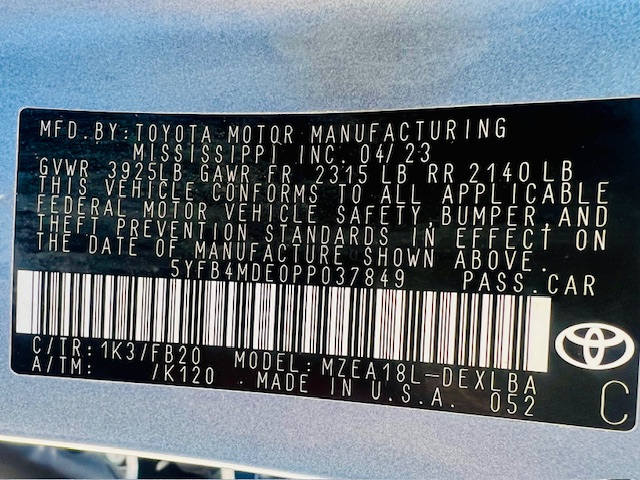 MFD.BY:TOYOTA MOTOR MANUFACTURING
MISSISSIPPI INC. 04/23
GVWR 3925LB GAWR FR 2315 LB RR 2140 LB
THIS VEHICLE CONFORMS TO ALL APPLICABLE
FEDERAL MOTOR VEHICLE SAFETY,BUMPER,AND
THEFT PREVENTION STANDARDS IN EFFECT ON
THE DATE OF MANUFACTURE SHOWN ABOVE.
5YFB4MDE0PP037849 PASS.CAR
C/TR:1K3/FB20 MODEL:MZEA18L-DEXLBA
A/TM: /K120 MADE IN U.S.A. 052
C